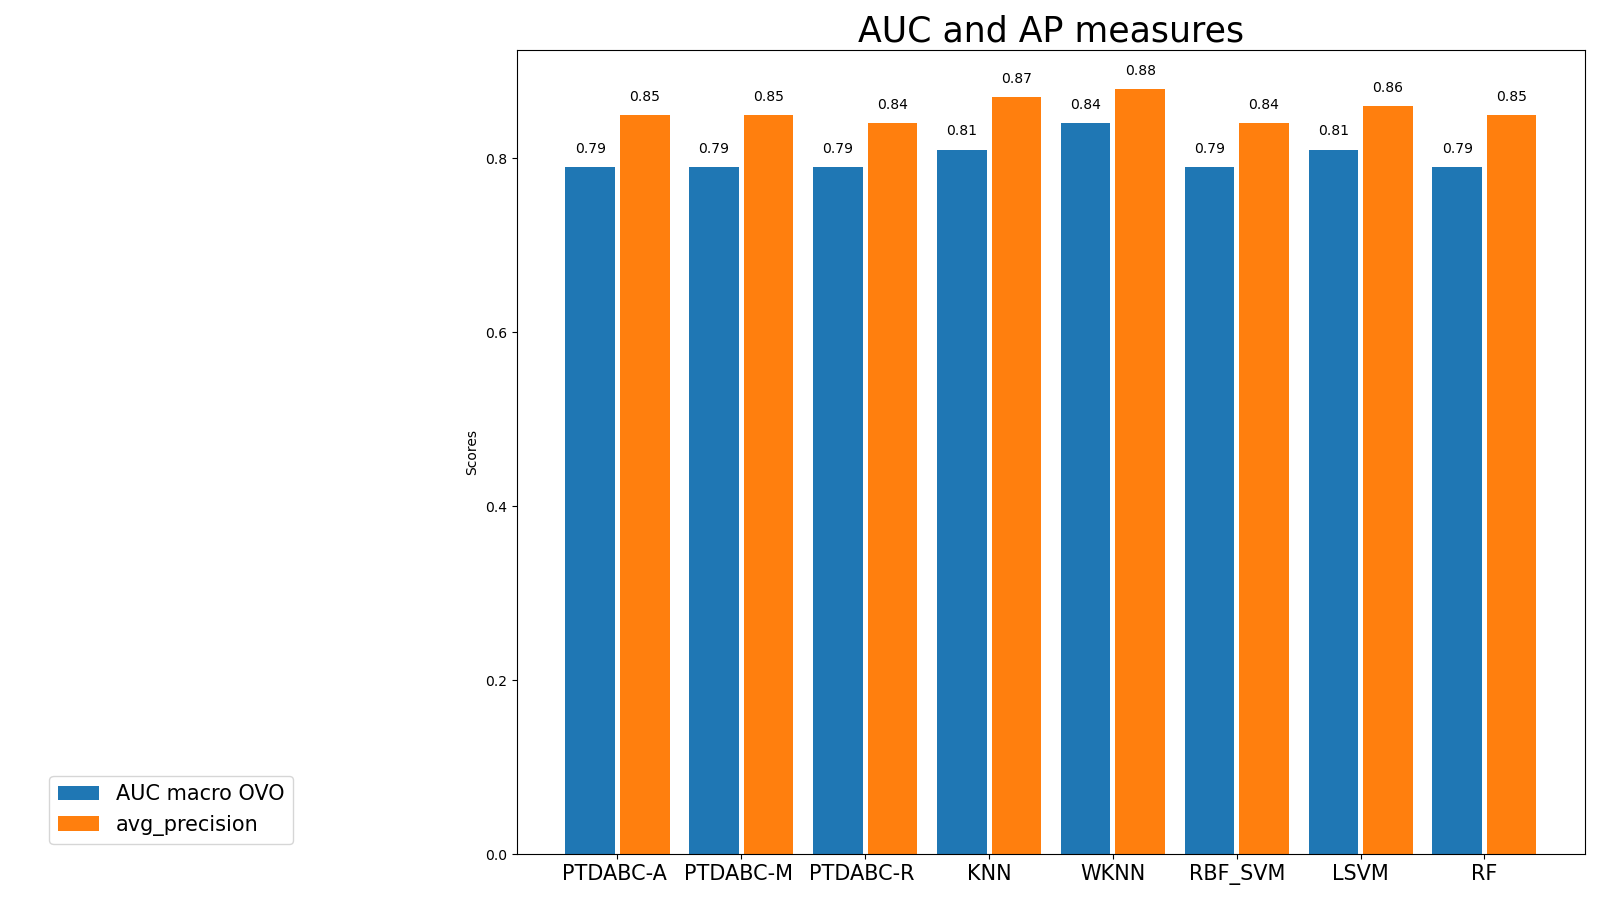 AUC and AP measures
0.79 0.85 0.79 0.85 0.79 0.84 0.81 0.87 0.84 0.88 0.79 0.84 0.81 0.86 0.79 0.85
Scores
0.8
0.6
0.4
0.2
0.0
PTDABC-A PTDABC-M PTDABC-R KNN WKNN RBF_SVM LSVM RF
AUC macro OVO
avg_precision